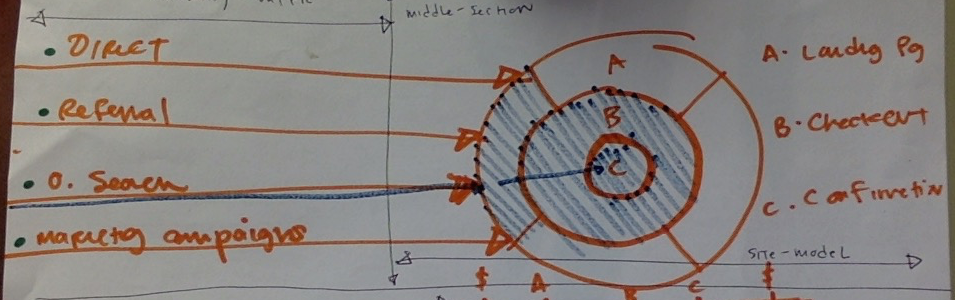 middle-section
• DIRECT
• Referral
• O. Search
• Marketing campaigns
A
B
C
A. Landing Pg
B. Checkout
C. Confirmation
Site-model
$ A B C $